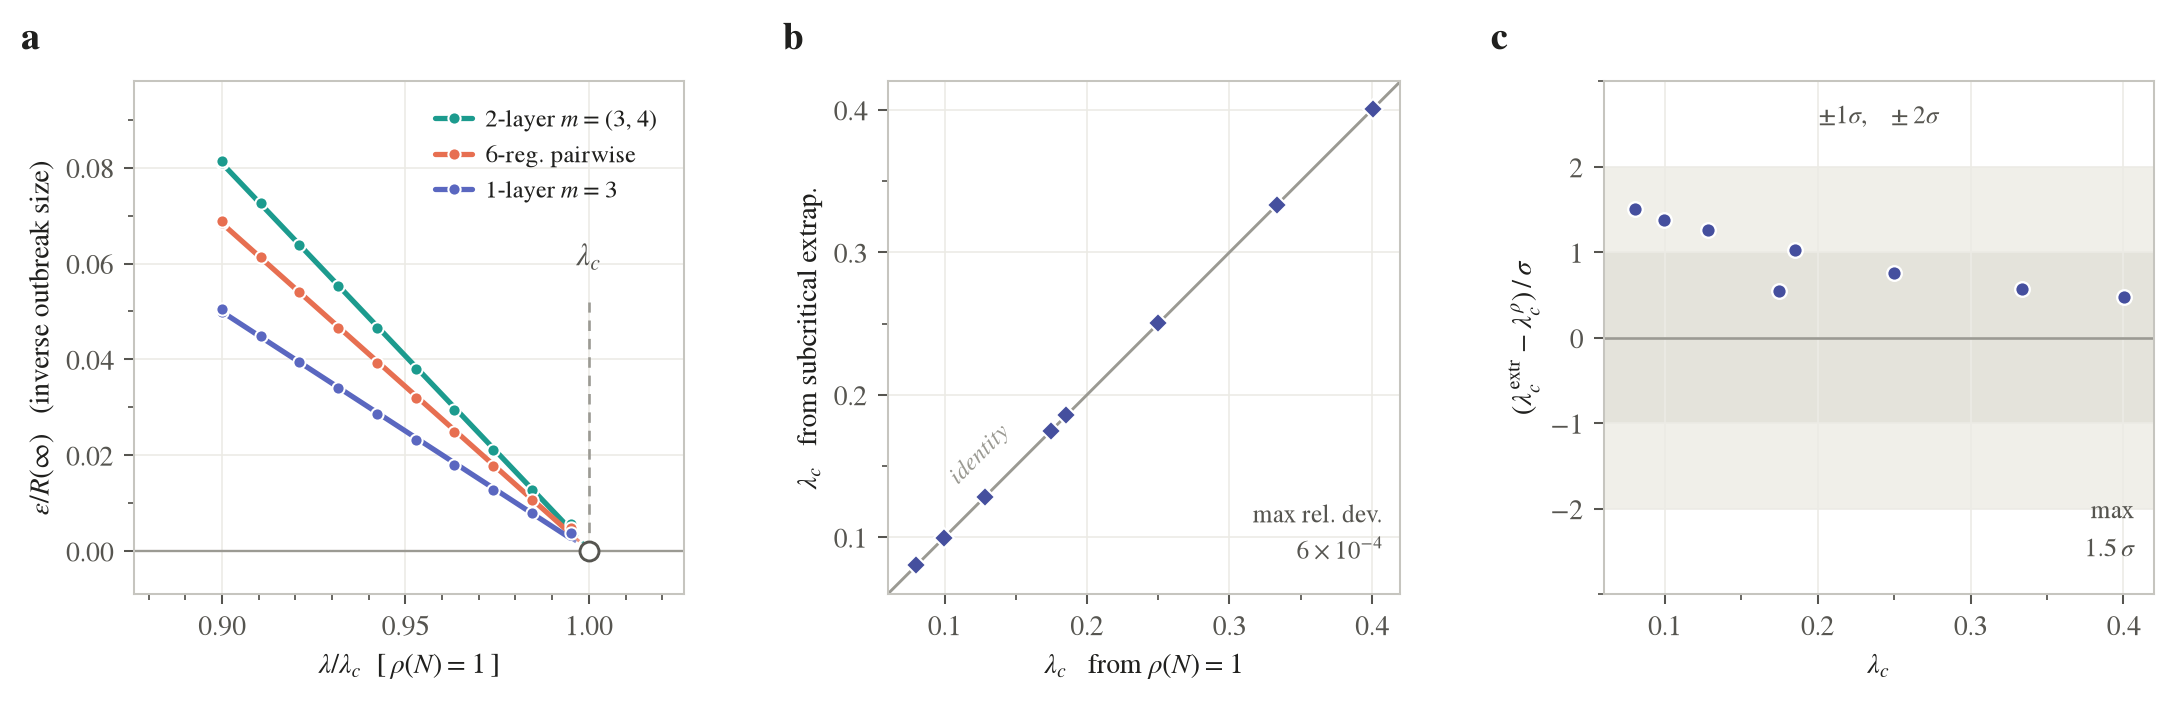 a
ε/R(∞) (inverse outbreak size)
0.08
0.06
0.04
0.02
0.00
2-layer m = (3, 4)
6-reg. pairwise
1-layer m = 3
λc
0.90 0.95 1.00
λ/λc [ ρ(N) = 1 ]
b
λc from subcritical extrap.
0.4
0.3
0.2
0.1
identity
max rel. dev.
6 × 10⁻⁴
0.1 0.2 0.3 0.4
λc from ρ(N) = 1
c
(λc^extr − λc^ρ)/σ
2
1
0
−1
−2
±1σ, ± 2σ
max
1.5 σ
0.1 0.2 0.3 0.4
λc